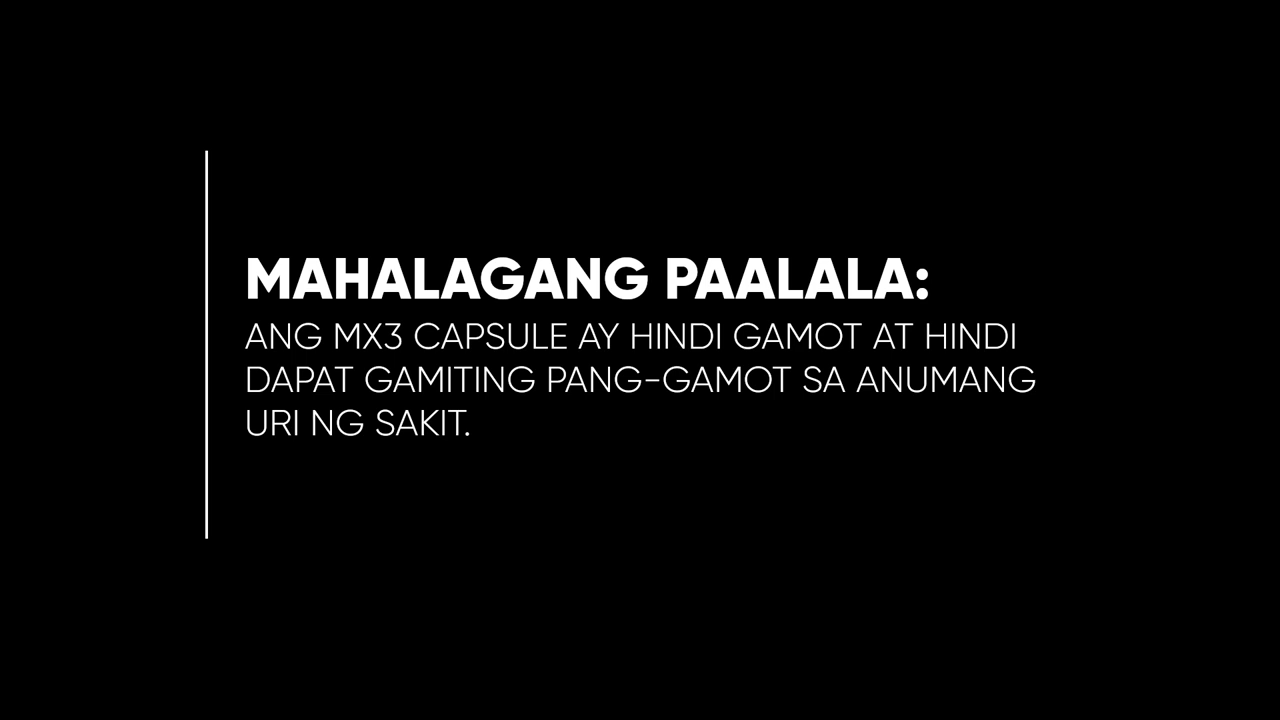 MAHALAGANG PAALALA:
ANG MX3 CAPSULE AY HINDI GAMOT AT HINDI
DAPAT GAMITING PANG-GAMOT SA ANUMANG
URI NG SAKIT.